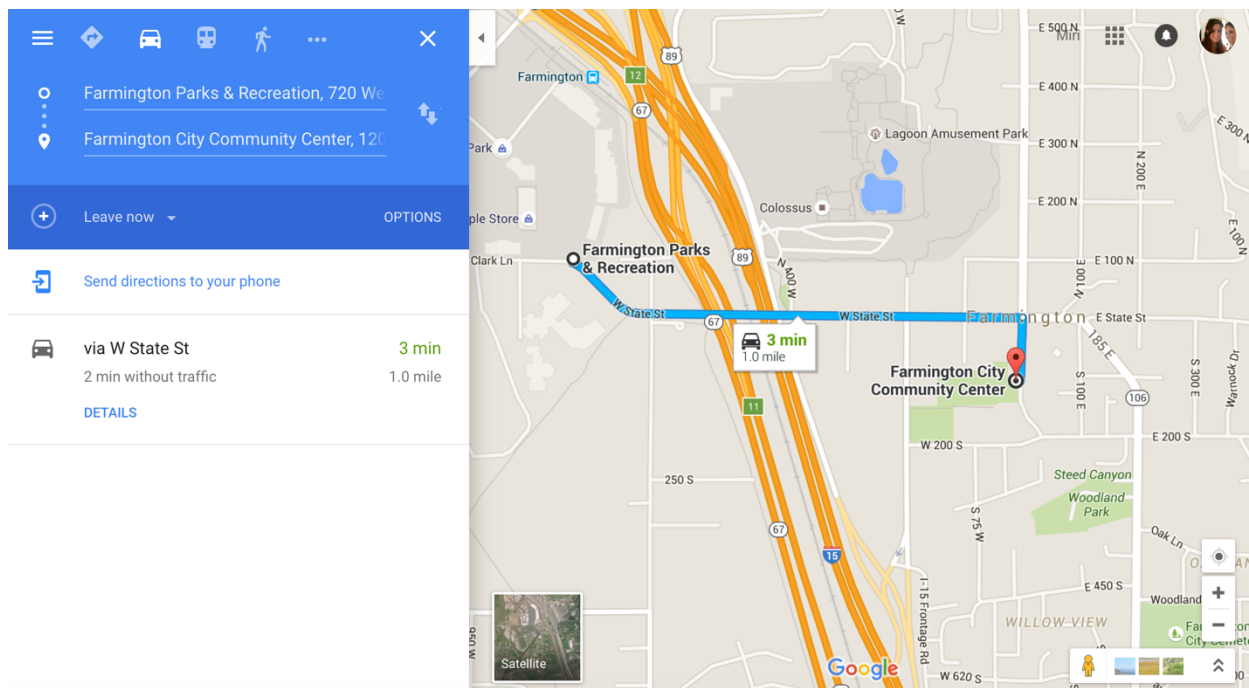 Farmington Parks & Recreation, 720 We
Farmington City Community Center, 120
Leave now
OPTIONS
Send directions to your phone
via W State St
3 min
2 min without traffic
1.0 mile
DETAILS
E 500 N
Miri
89
Farmington
12
67
E 400 N
E 300 N
Lagoon Amusement Park
E 300 N
Park
N 200 E
E 200 N
Colossus
ple Store
E 100 N
Farmington Parks
& Recreation
89
Clark Ln
N 400 W
E 100 N
N 100 E
W State St
67
W State St
Farmington
E State St
3 min
1.0 mile
185 E
Farmington City
Community Center
S 100 E
S 300 E
Warnock Dr
106
11
W 200 S
E 200 S
250 S
Steed Canyon
Woodland
Park
S 75 W
67
Oak Ln
15
I-15 Frontage Rd
E 450 S
Woodland
WILLOW VIEW
950 W
Satellite
Google
W 620 S